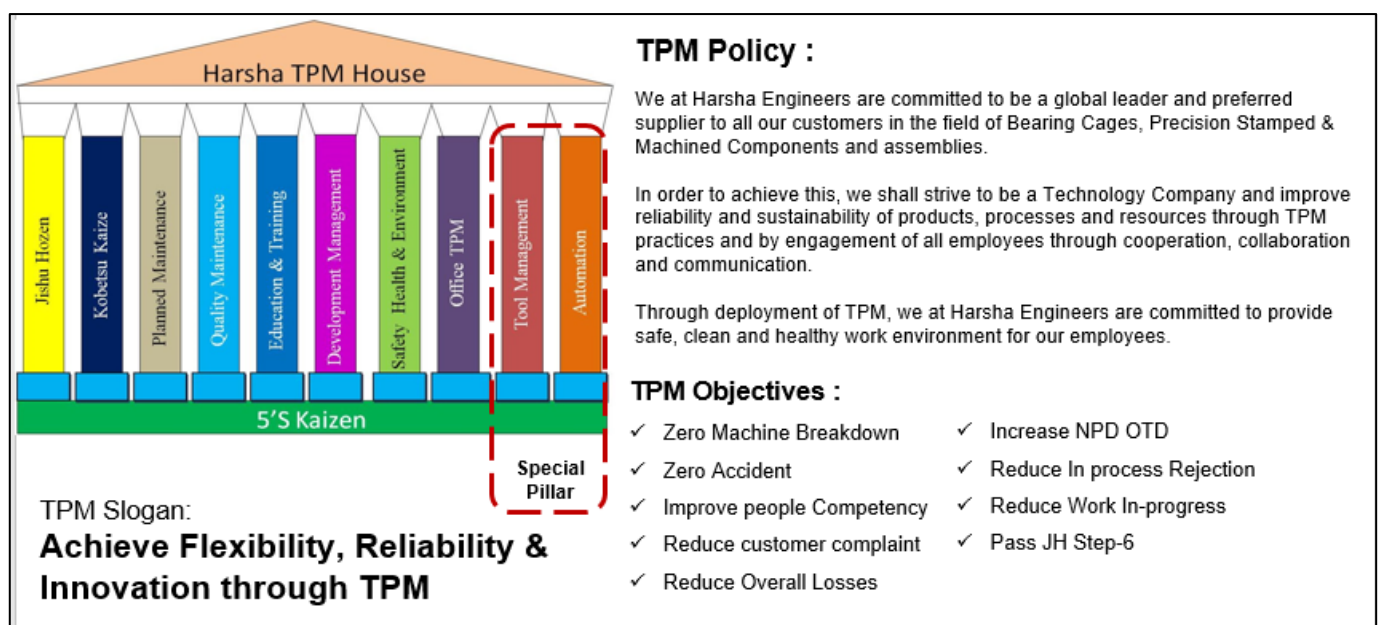 Harsha TPM House
Jishu Hozen
Kobetsu Kaize
Planned Maintenance
Quality Maintenance
Education & Training
Development Management
Safety Health & Environment
Office TPM
Tool Management
Automation
5'S Kaizen
Special
Pillar
TPM Slogan:
Achieve Flexibility, Reliability &
Innovation through TPM
TPM Policy :
We at Harsha Engineers are committed to be a global leader and preferred
supplier to all our customers in the field of Bearing Cages, Precision Stamped &
Machined Components and assemblies.
In order to achieve this, we shall strive to be a Technology Company and improve
reliability and sustainability of products, processes and resources through TPM
practices and by engagement of all employees through cooperation, collaboration
and communication.
Through deployment of TPM, we at Harsha Engineers are committed to provide
safe, clean and healthy work environment for our employees.
TPM Objectives :
✓ Zero Machine Breakdown
✓ Zero Accident
✓ Improve people Competency
✓ Reduce customer complaint
✓ Reduce Overall Losses
✓ Increase NPD OTD
✓ Reduce In process Rejection
✓ Reduce Work In-progress
✓ Pass JH Step-6